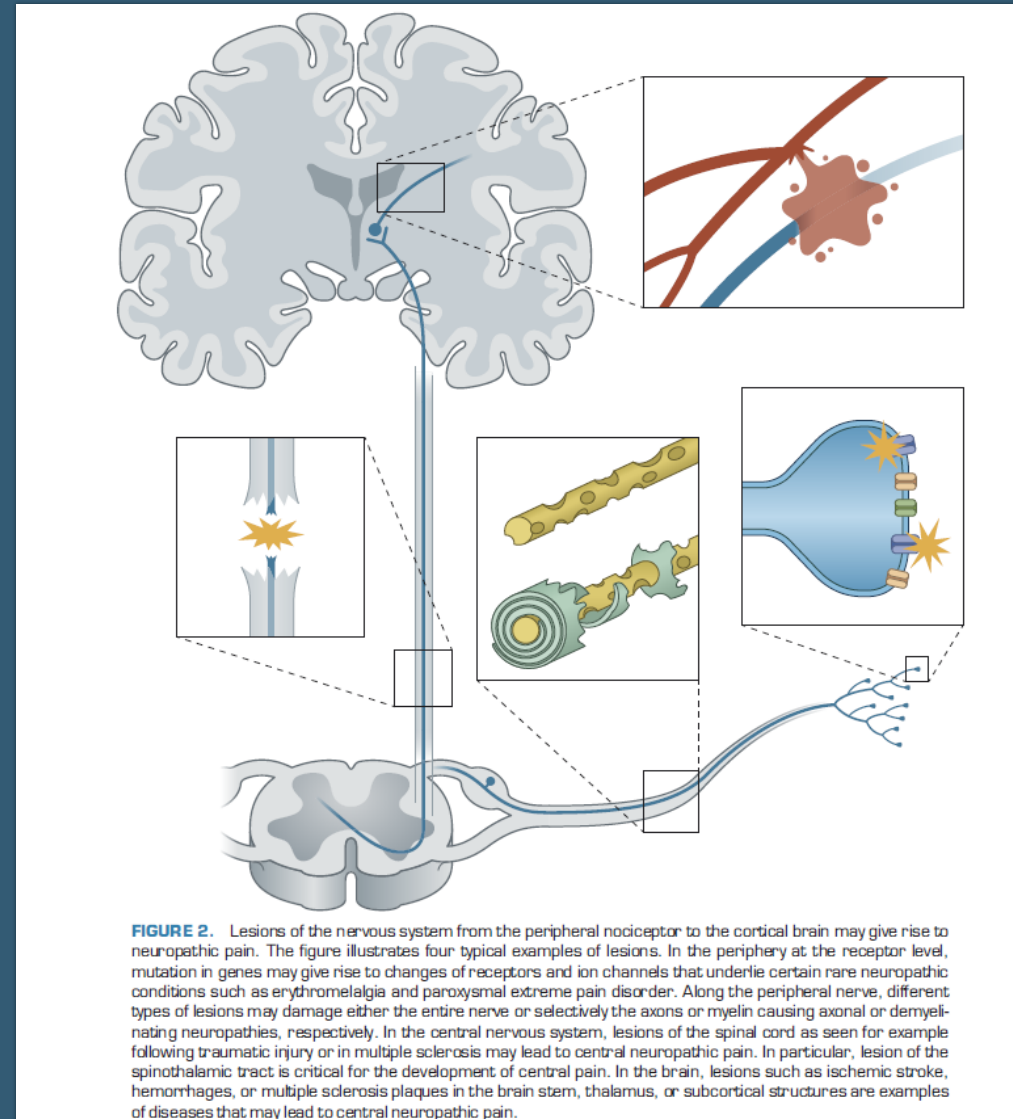 FIGURE 2. Lesions of the nervous system from the peripheral nociceptor to the cortical brain may give rise to
neuropathic pain. The figure illustrates four typical examples of lesions. In the periphery at the receptor level,
mutation in genes may give rise to changes of receptors and ion channels that underlie certain rare neuropathic
conditions such as erythromelalgia and paroxysmal extreme pain disorder. Along the peripheral nerve, different
types of lesions may damage either the entire nerve or selectively the axons or myelin causing axonal or demyeli-
nating neuropathies, respectively. In the central nervous system, lesions of the spinal cord as seen for example
following traumatic injury or in multiple sclerosis may lead to central neuropathic pain. In particular, lesion of the
spinothalamic tract is critical for the development of central pain. In the brain, lesions such as ischemic stroke,
hemorrhages, or multiple sclerosis plaques in the brain stem, thalamus, or subcortical structures are examples
of diseases that may lead to central neuropathic pain.